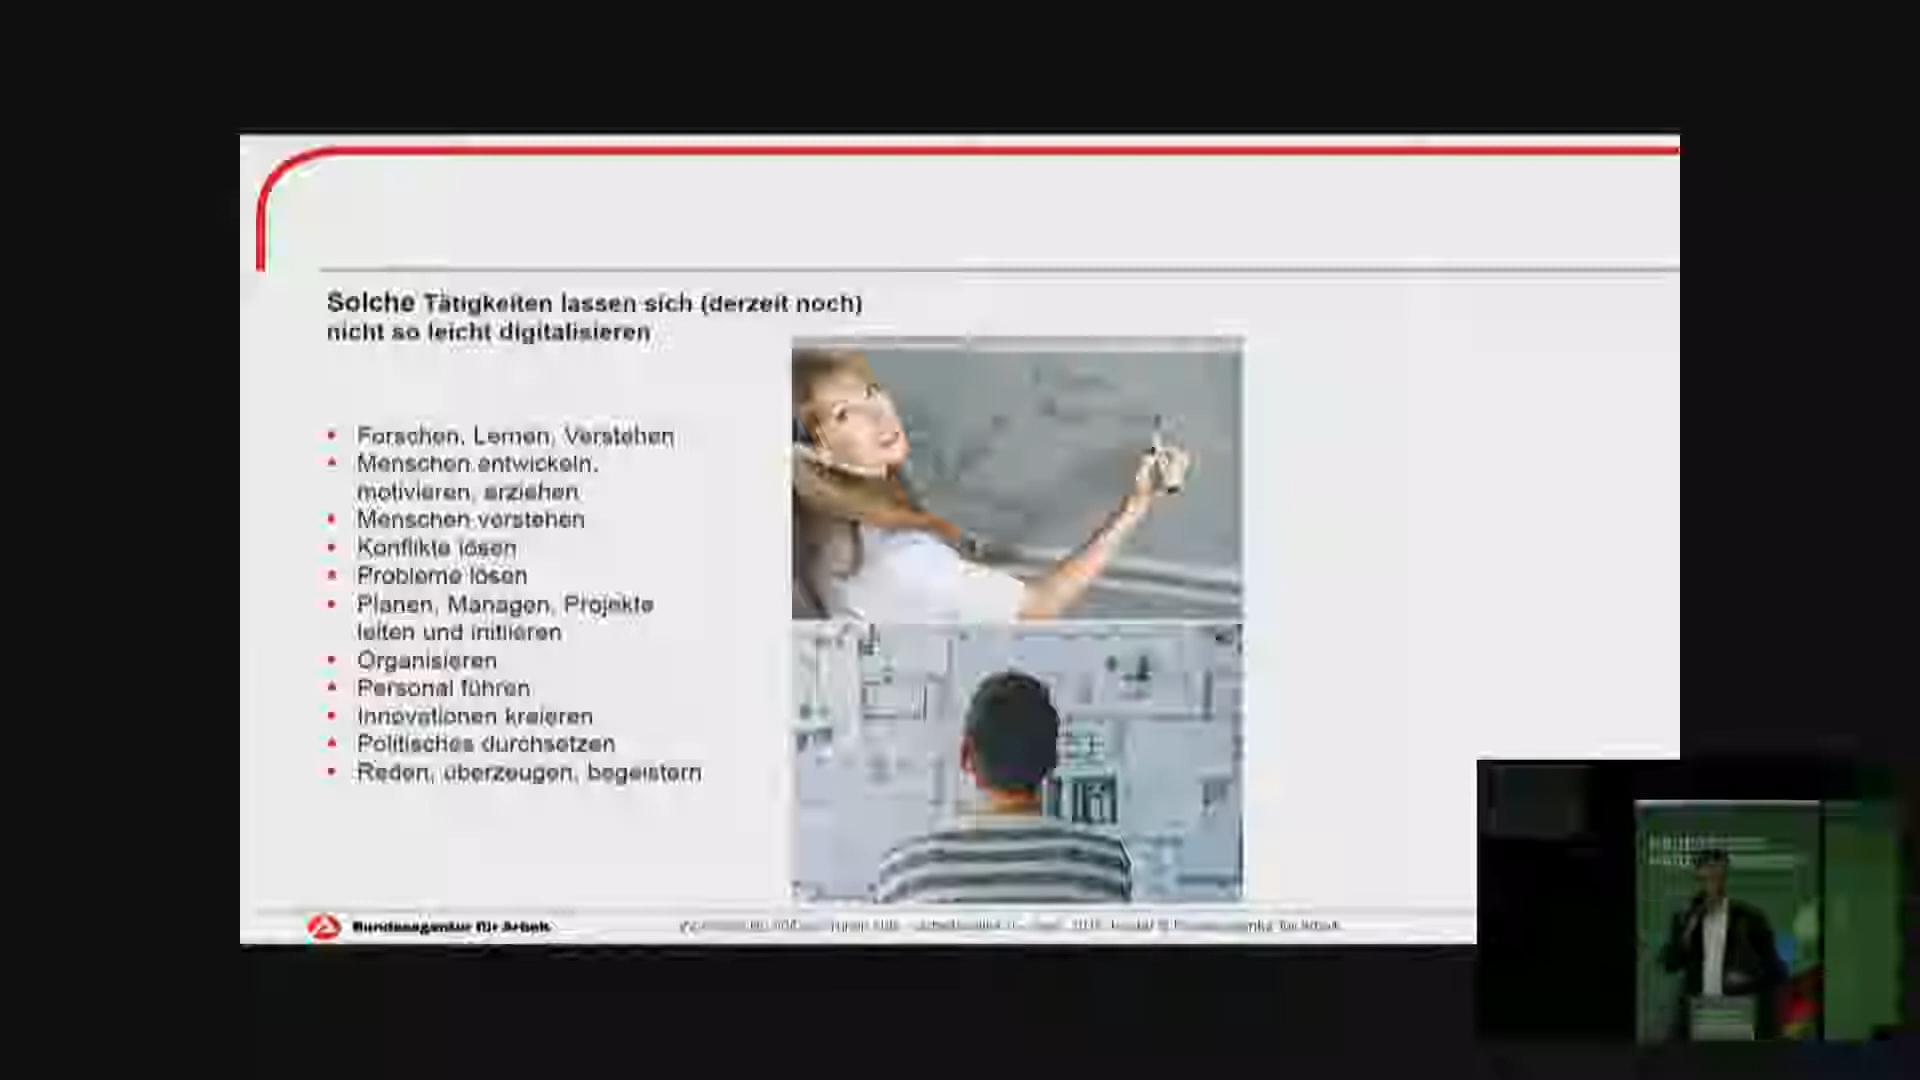 Solche Tätigkeiten lassen sich (derzeit noch)
nicht so leicht digitalisieren
• Forschen, Lernen, Verstehen
• Menschen entwickeln,
motivieren, erziehen
• Menschen verstehen
• Konflikte lösen
• Probleme lösen
• Planen, Managen, Projekte
leiten und initiieren
• Organisieren
• Personal führen
• Innovationen kreieren
• Politisches durchsetzen
• Reden, überzeugen, begeistern
Bundesagentur für Arbeit